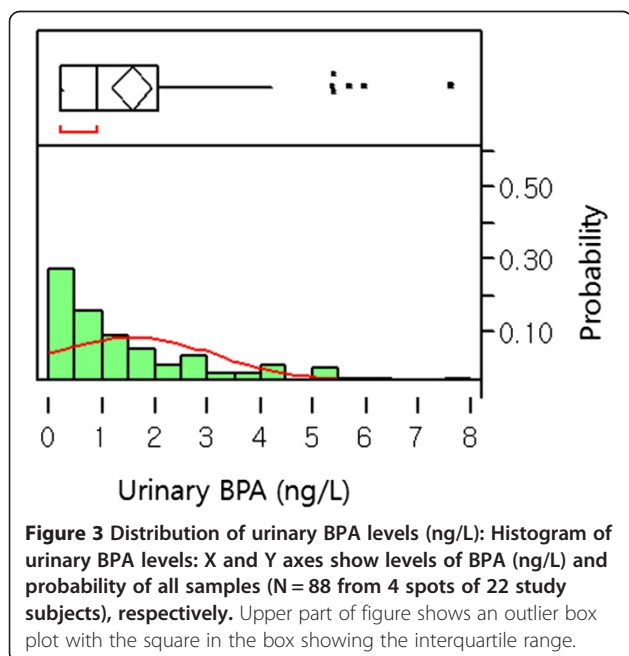 0.50
0.30
0.10
Probability
0 1 2 3 4 5 6 7 8
Urinary BPA (ng/L)
Figure 3 Distribution of urinary BPA levels (ng/L): Histogram of
urinary BPA levels: X and Y axes show levels of BPA (ng/L) and
probability of all samples (N = 88 from 4 spots of 22 study
subjects), respectively. Upper part of figure shows an outlier box
plot with the square in the box showing the interquartile range.